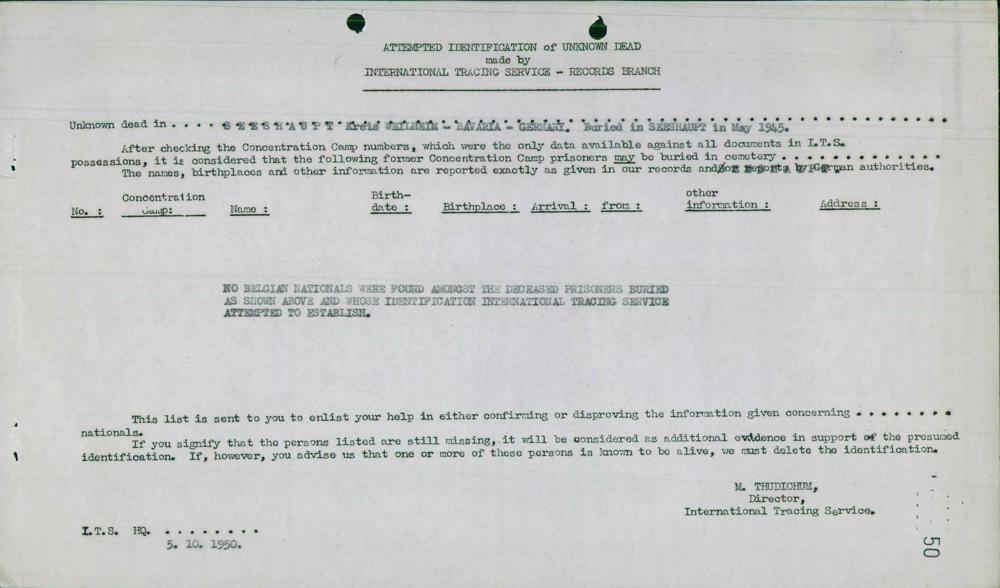 ATTEMPTED IDENTIFICATION of UNKNOWN DEAD
made by
INTERNATIONAL TRACING SERVICE - RECORDS BRANCH
Unknown dead in . . . . S E E S H A U P T Kreis WEILHEIM - BAVARIA - GERMANY. Buried in SEESHAUPT in May 1945.
After checking the Concentration Camp numbers, which were the only data available against all documents in I.T.S.
possessions, it is considered that the following former Concentration Camp prisoners may be buried in cemetery . . . . . . . . . . . . .
The names, birthplaces and other information are reported exactly as given in our records and/or reports by German authorities.
No. : Concentration Camp: Name : Birth-date : Birthplace : Arrival : from : other information : Address :
NO BELGIAN NATIONALS WERE FOUND AMONGST THE DECEASED PRISONERS BURIED
AS SHOWN ABOVE AND WHOSE IDENTIFICATION INTERNATIONAL TRACING SERVICE
ATTEMPTED TO ESTABLISH.
This list is sent to you to enlist your help in either confirming or disproving the information given concerning . . . . . . . .
nationals.
If you signify that the persons listed are still missing, it will be considered as additional evidence in support of the presumed
identification. If, however, you advise us that one or more of these persons is known to be alive, we must delete the identification.
M. THUDICHUM,
Director,
International Tracing Service.
I.T.S. HQ. . . . . . . . .
5. 10. 1950.
50